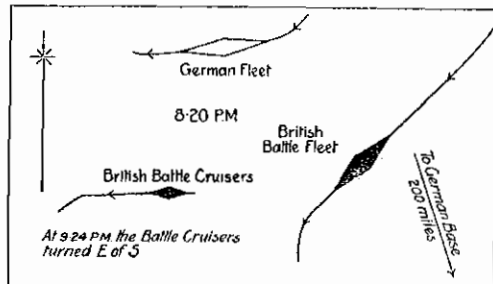 German Fleet
8·20 P.M
British
Battle Fleet
British Battle Cruisers
To German Base
200 miles
At 9·24 P.M. the Battle Cruisers
turned E of S